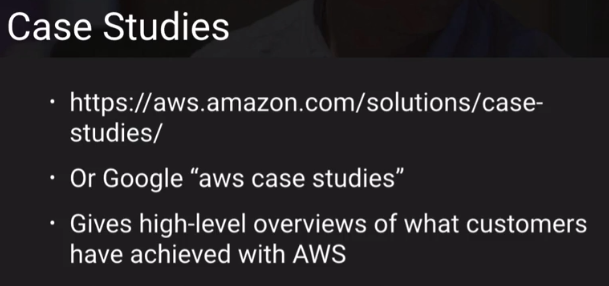 Case Studies
• https://aws.amazon.com/solutions/case-
studies/
• Or Google “aws case studies”
• Gives high-level overviews of what customers
have achieved with AWS